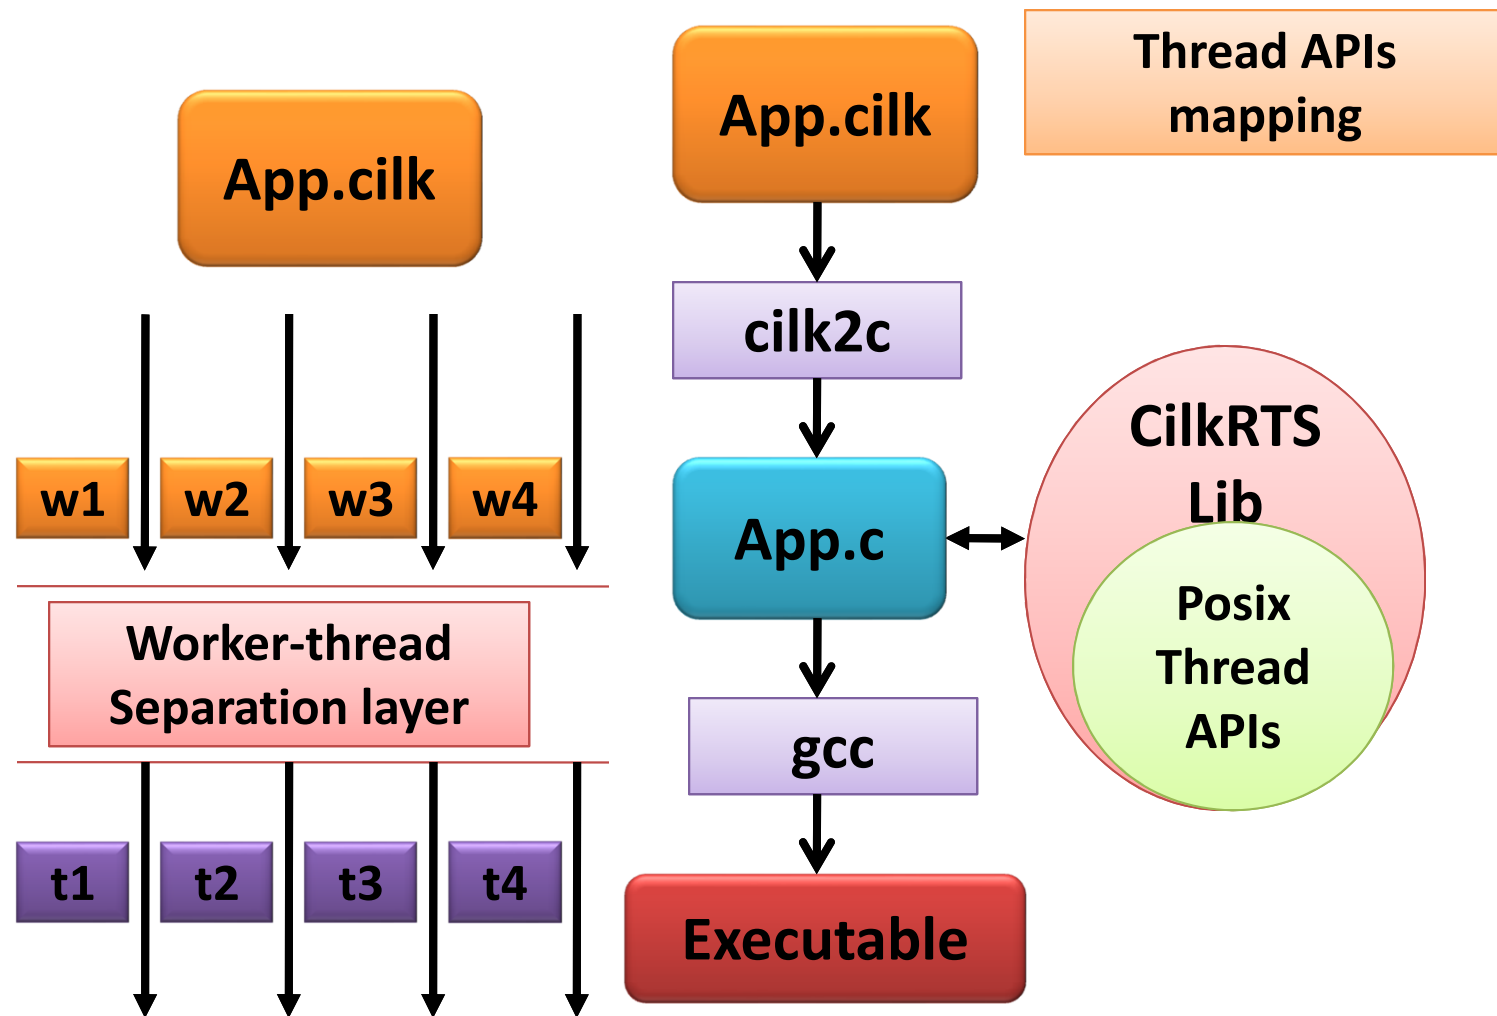 App.cilk
w1 w2 w3 w4
Worker-thread
Separation layer
t1 t2 t3 t4
App.cilk
cilk2c
App.c
gcc
Executable
Thread APIs
mapping
CilkRTS
Lib
Posix
Thread
APIs